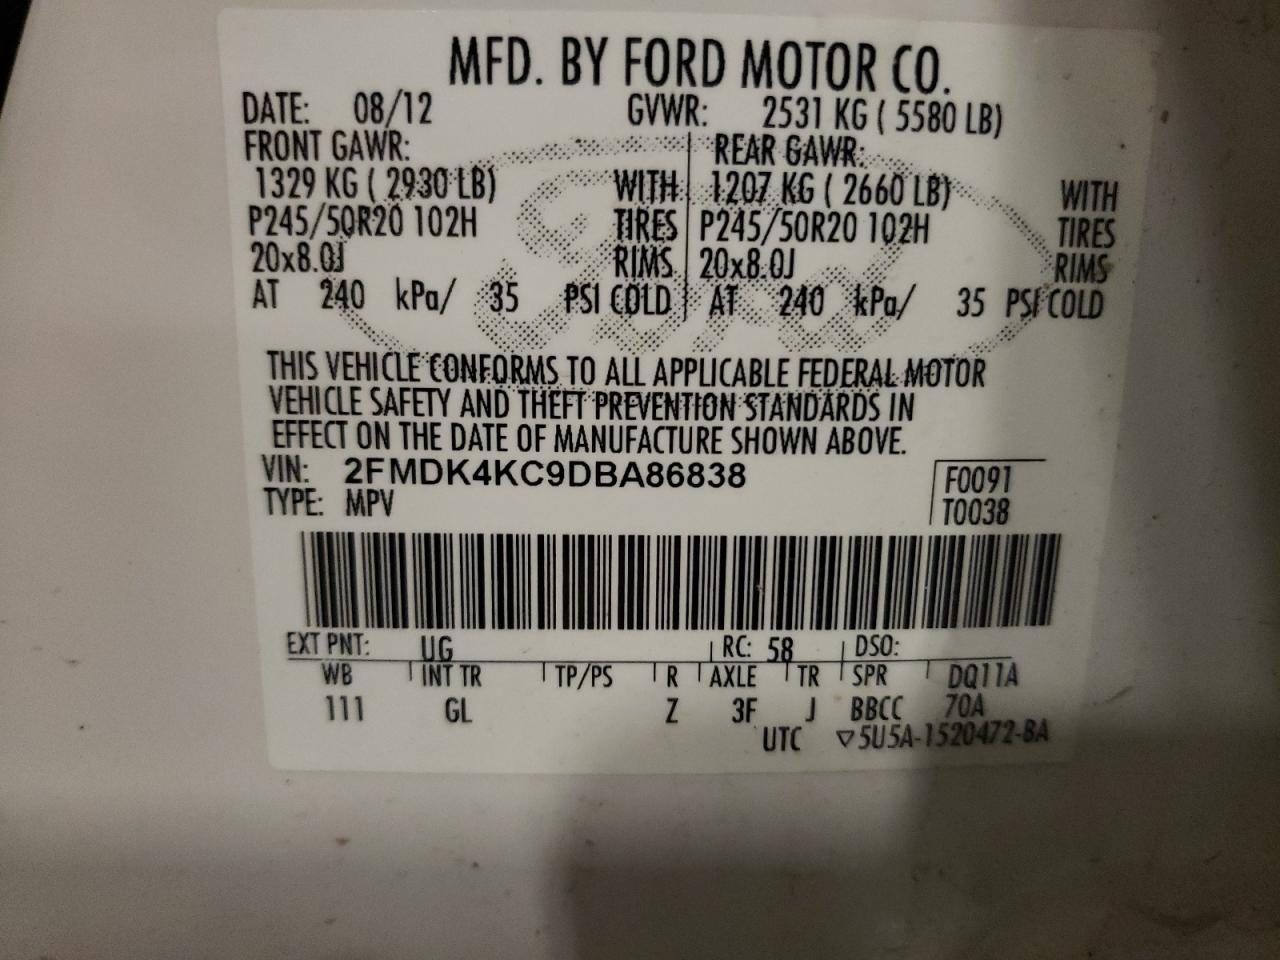 MFD. BY FORD MOTOR CO.
DATE: 08/12 GVWR: 2531 KG ( 5580 LB)
FRONT GAWR: REAR GAWR:
1329 KG ( 2930 LB) WITH 1207 KG ( 2660 LB) WITH
P245/50R20 102H TIRES P245/50R20 102H TIRES
20x8.0J RIMS 20x8.0J RIMS
AT 240 kPa/ 35 PSI COLD AT 240 kPa/ 35 PSI COLD
THIS VEHICLE CONFORMS TO ALL APPLICABLE FEDERAL MOTOR
VEHICLE SAFETY AND THEFT PREVENTION STANDARDS IN
EFFECT ON THE DATE OF MANUFACTURE SHOWN ABOVE.
VIN: 2FMDK4KC9DBA86838 F0091
TYPE: MPV T0038
EXT PNT: UG RC: 58 DSO:
WB INT TR TP/PS R AXLE TR SPR DQ11A
111 GL Z 3F J BBCC 70A
UTC ▽5U5A-1520472-BA